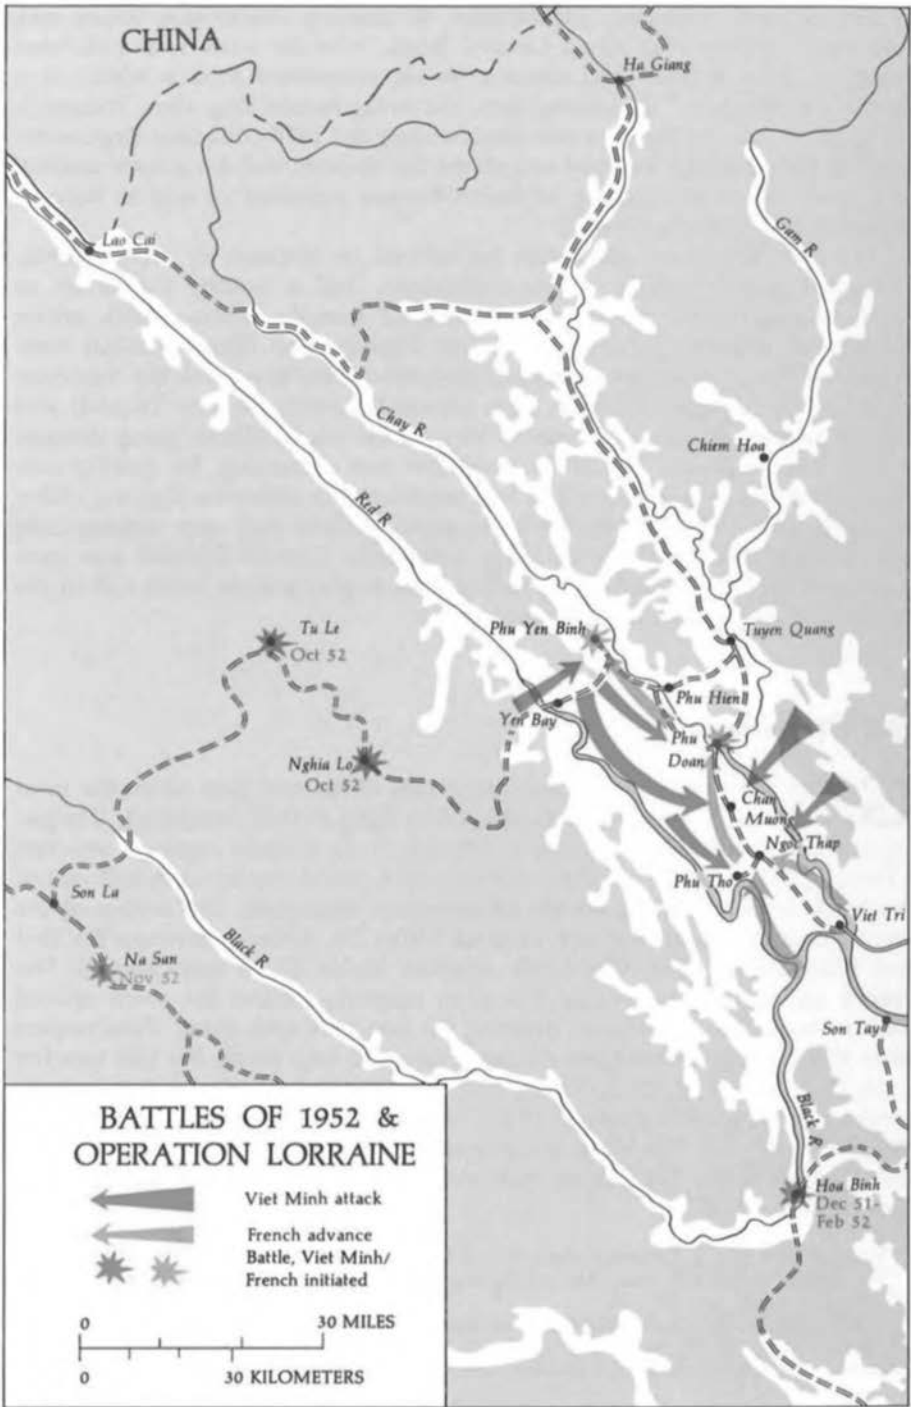 CHINA
Ha Giang
Lao Cai
Gam R
Chay R
Chiem Hoa
Red R
Tu Le
Oct 52
Phu Yen Binh
Tuyen Quang
Phu Hien
Yen Bay
Phu
Doan
Nghia Lo
Oct 52
Chan
Muong
Ngoc Thap
Phu Tho
Son La
Viet Tri
Black R
Na San
Nov 52
Son Tay
Black R
Hoa Binh
Dec 51-
Feb 52
BATTLES OF 1952 &
OPERATION LORRAINE
Viet Minh attack
French advance
Battle, Viet Minh/
French initiated
0 30 MILES
0 30 KILOMETERS